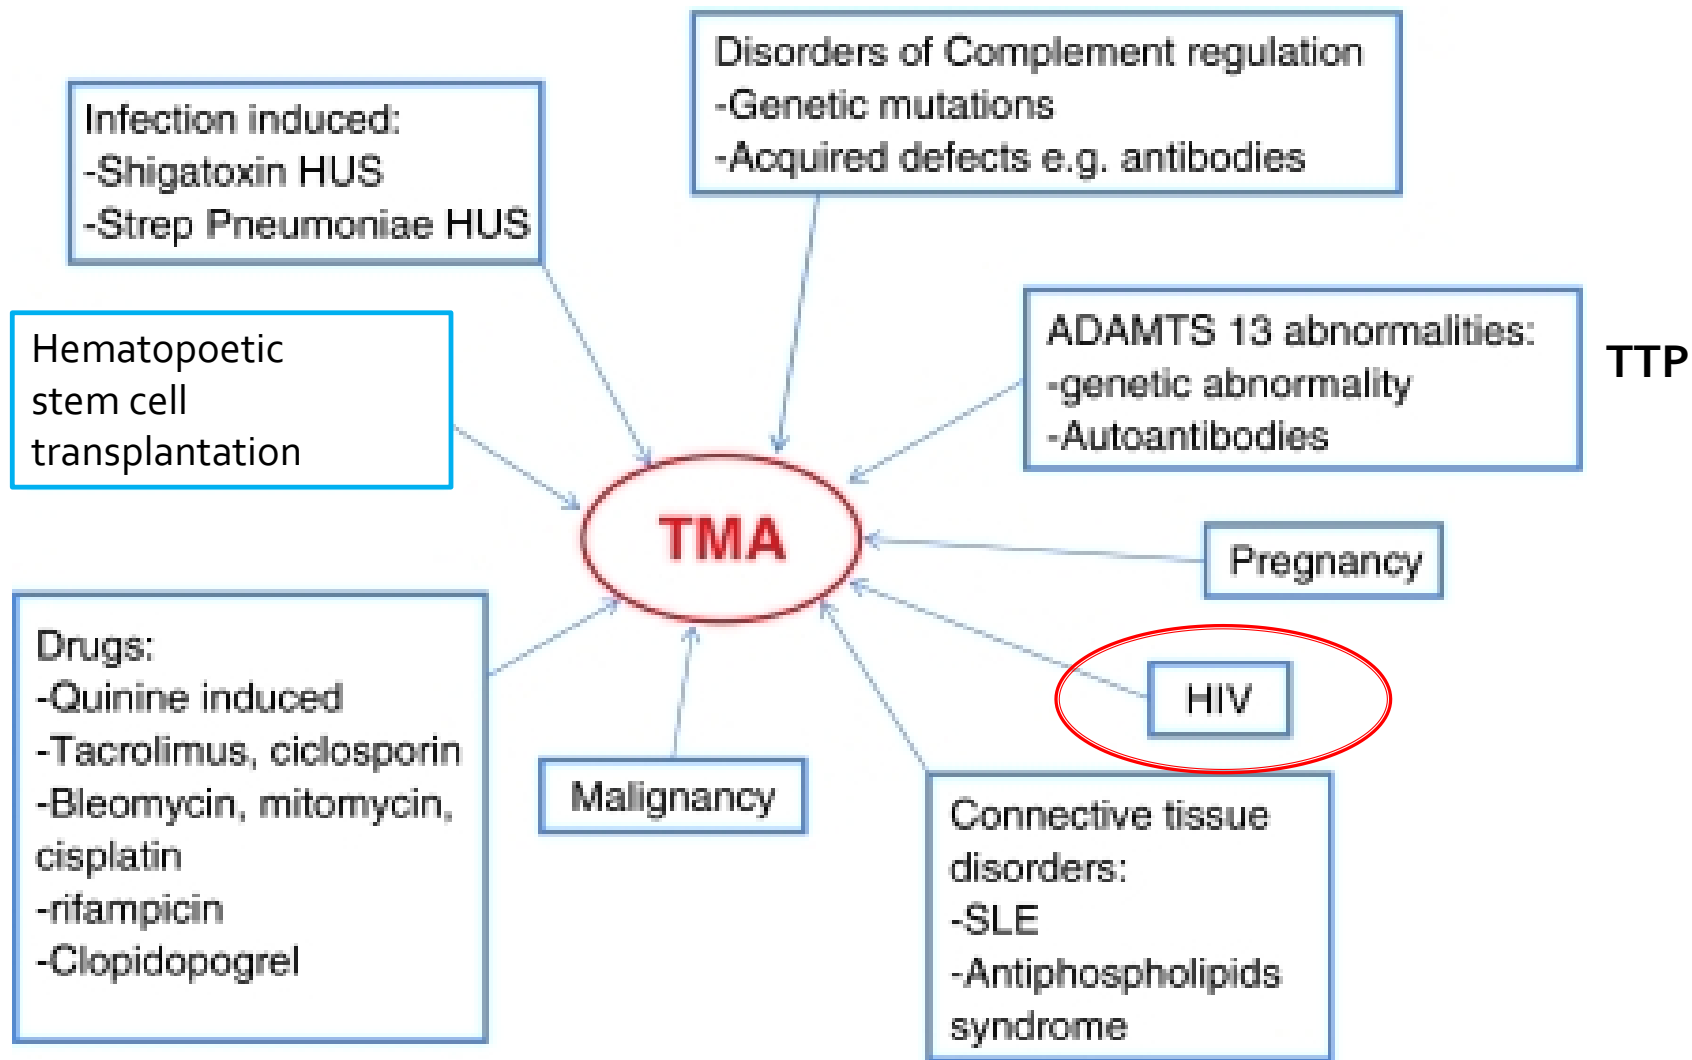 Disorders of Complement regulation
-Genetic mutations
-Acquired defects e.g. antibodies
Infection induced:
-Shigatoxin HUS
-Strep Pneumoniae HUS
Hematopoetic
stem cell
transplantation
ADAMTS 13 abnormalities:
-genetic abnormality
-Autoantibodies
TTP
TMA
Pregnancy
HIV
Drugs:
-Quinine induced
-Tacrolimus, ciclosporin
-Bleomycin, mitomycin,
cisplatin
-rifampicin
-Clopidopogrel
Malignancy
Connective tissue
disorders:
-SLE
-Antiphospholipids
syndrome